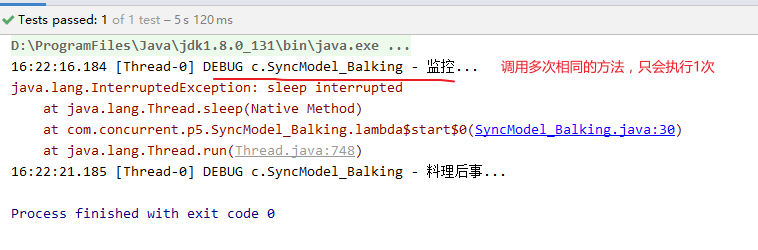 Tests passed: 1 of 1 test – 5 s 120 ms
D:\ProgramFiles\Java\jdk1.8.0_131\bin\java.exe ...
16:22:16.184 [Thread-0] DEBUG c.SyncModel_Balking - 监控... 调用多次相同的方法，只会执行1次
java.lang.InterruptedException: sleep interrupted
at java.lang.Thread.sleep(Native Method)
at com.concurrent.p5.SyncModel_Balking.lambda$start$0(SyncModel_Balking.java:30)
at java.lang.Thread.run(Thread.java:748)
16:22:21.185 [Thread-0] DEBUG c.SyncModel_Balking - 料理后事...
Process finished with exit code 0